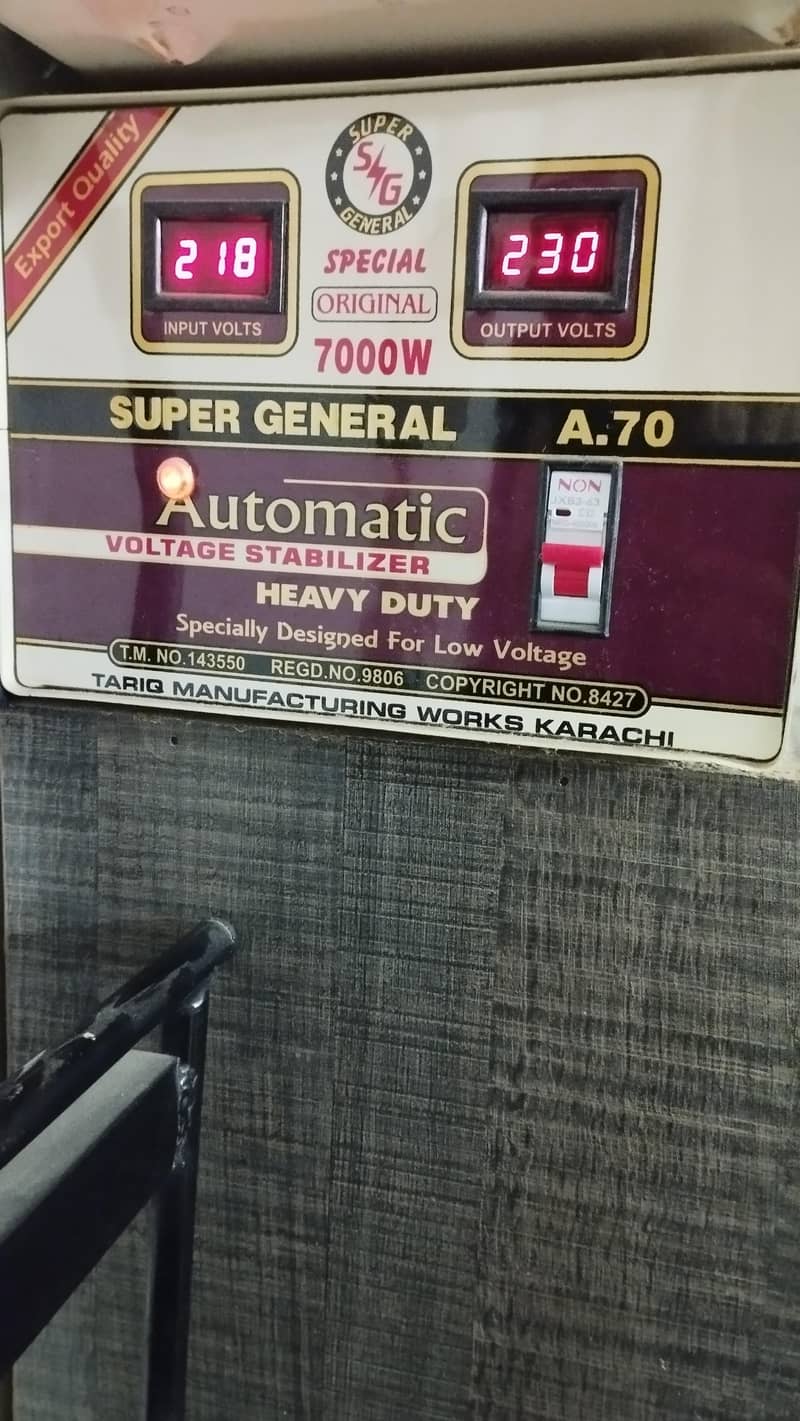 Export Quality
SUPER
SG
GENERAL
218
INPUT VOLTS
SPECIAL
ORIGINAL
7000W
230
OUTPUT VOLTS
SUPER GENERAL A.70
NON
Automatic
VOLTAGE STABILIZER
HEAVY DUTY
Specially Designed For Low Voltage
T.M. NO.143550 REGD.NO.9806 COPYRIGHT NO.8427
TARIQ MANUFACTURING WORKS KARACHI